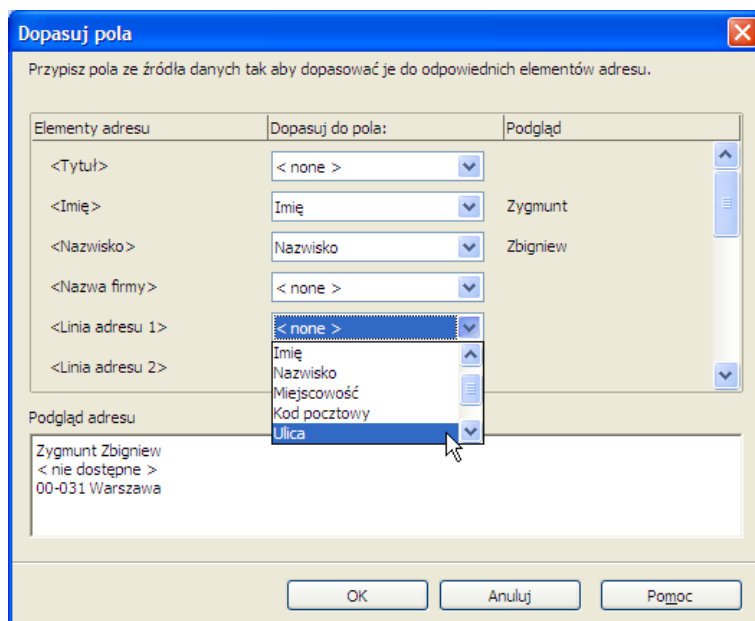 Dopasuj pola
Przypisz pola ze źródła danych tak aby dopasować je do odpowiednich elementów adresu.
Elementy adresu Dopasuj do pola: Podgląd
<Tytuł> < none >
<Imię> Imię Zygmunt
<Nazwisko> Nazwisko Zbigniew
<Nazwa firmy> < none >
<Linia adresu 1> < none >
Imię
Nazwisko
<Linia adresu 2>
Miejscowość
Kod pocztowy
Ulica
Podgląd adresu
Zygmunt Zbigniew
< nie dostępne >
00-031 Warszawa
OK Anuluj Pomoc